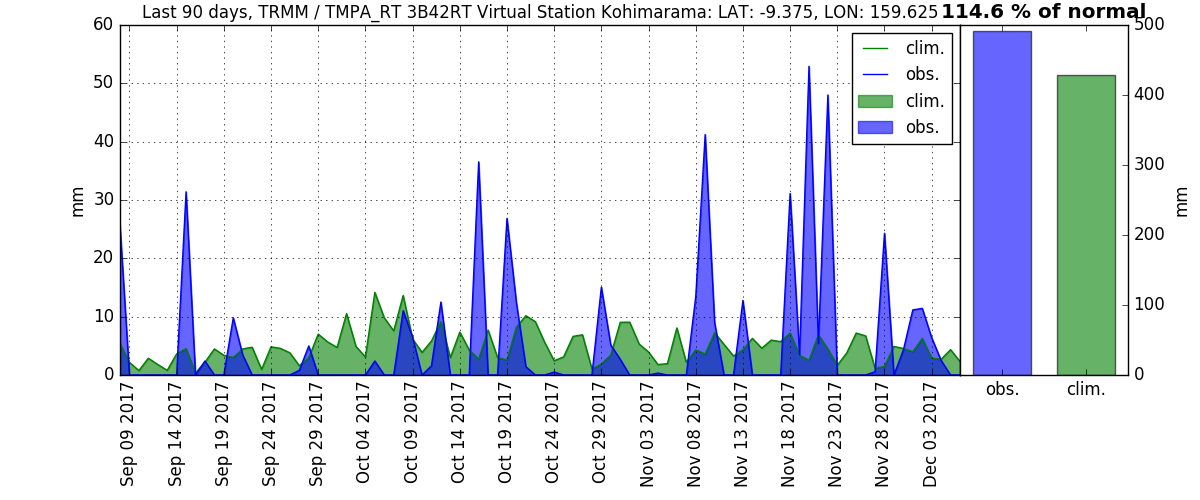 Last 90 days, TRMM / TMPA_RT 3B42RT Virtual Station Kohimarama: LAT: -9.375, LON: 159.625
114.6 % of normal
60
50
40
30
20
10
0
mm
clim.
obs.
clim.
obs.
Sep 09 2017
Sep 14 2017
Sep 19 2017
Sep 24 2017
Sep 29 2017
Oct 04 2017
Oct 09 2017
Oct 14 2017
Oct 19 2017
Oct 24 2017
Oct 29 2017
Nov 03 2017
Nov 08 2017
Nov 13 2017
Nov 18 2017
Nov 23 2017
Nov 28 2017
Dec 03 2017
500
400
300
200
100
0
mm
obs.
clim.